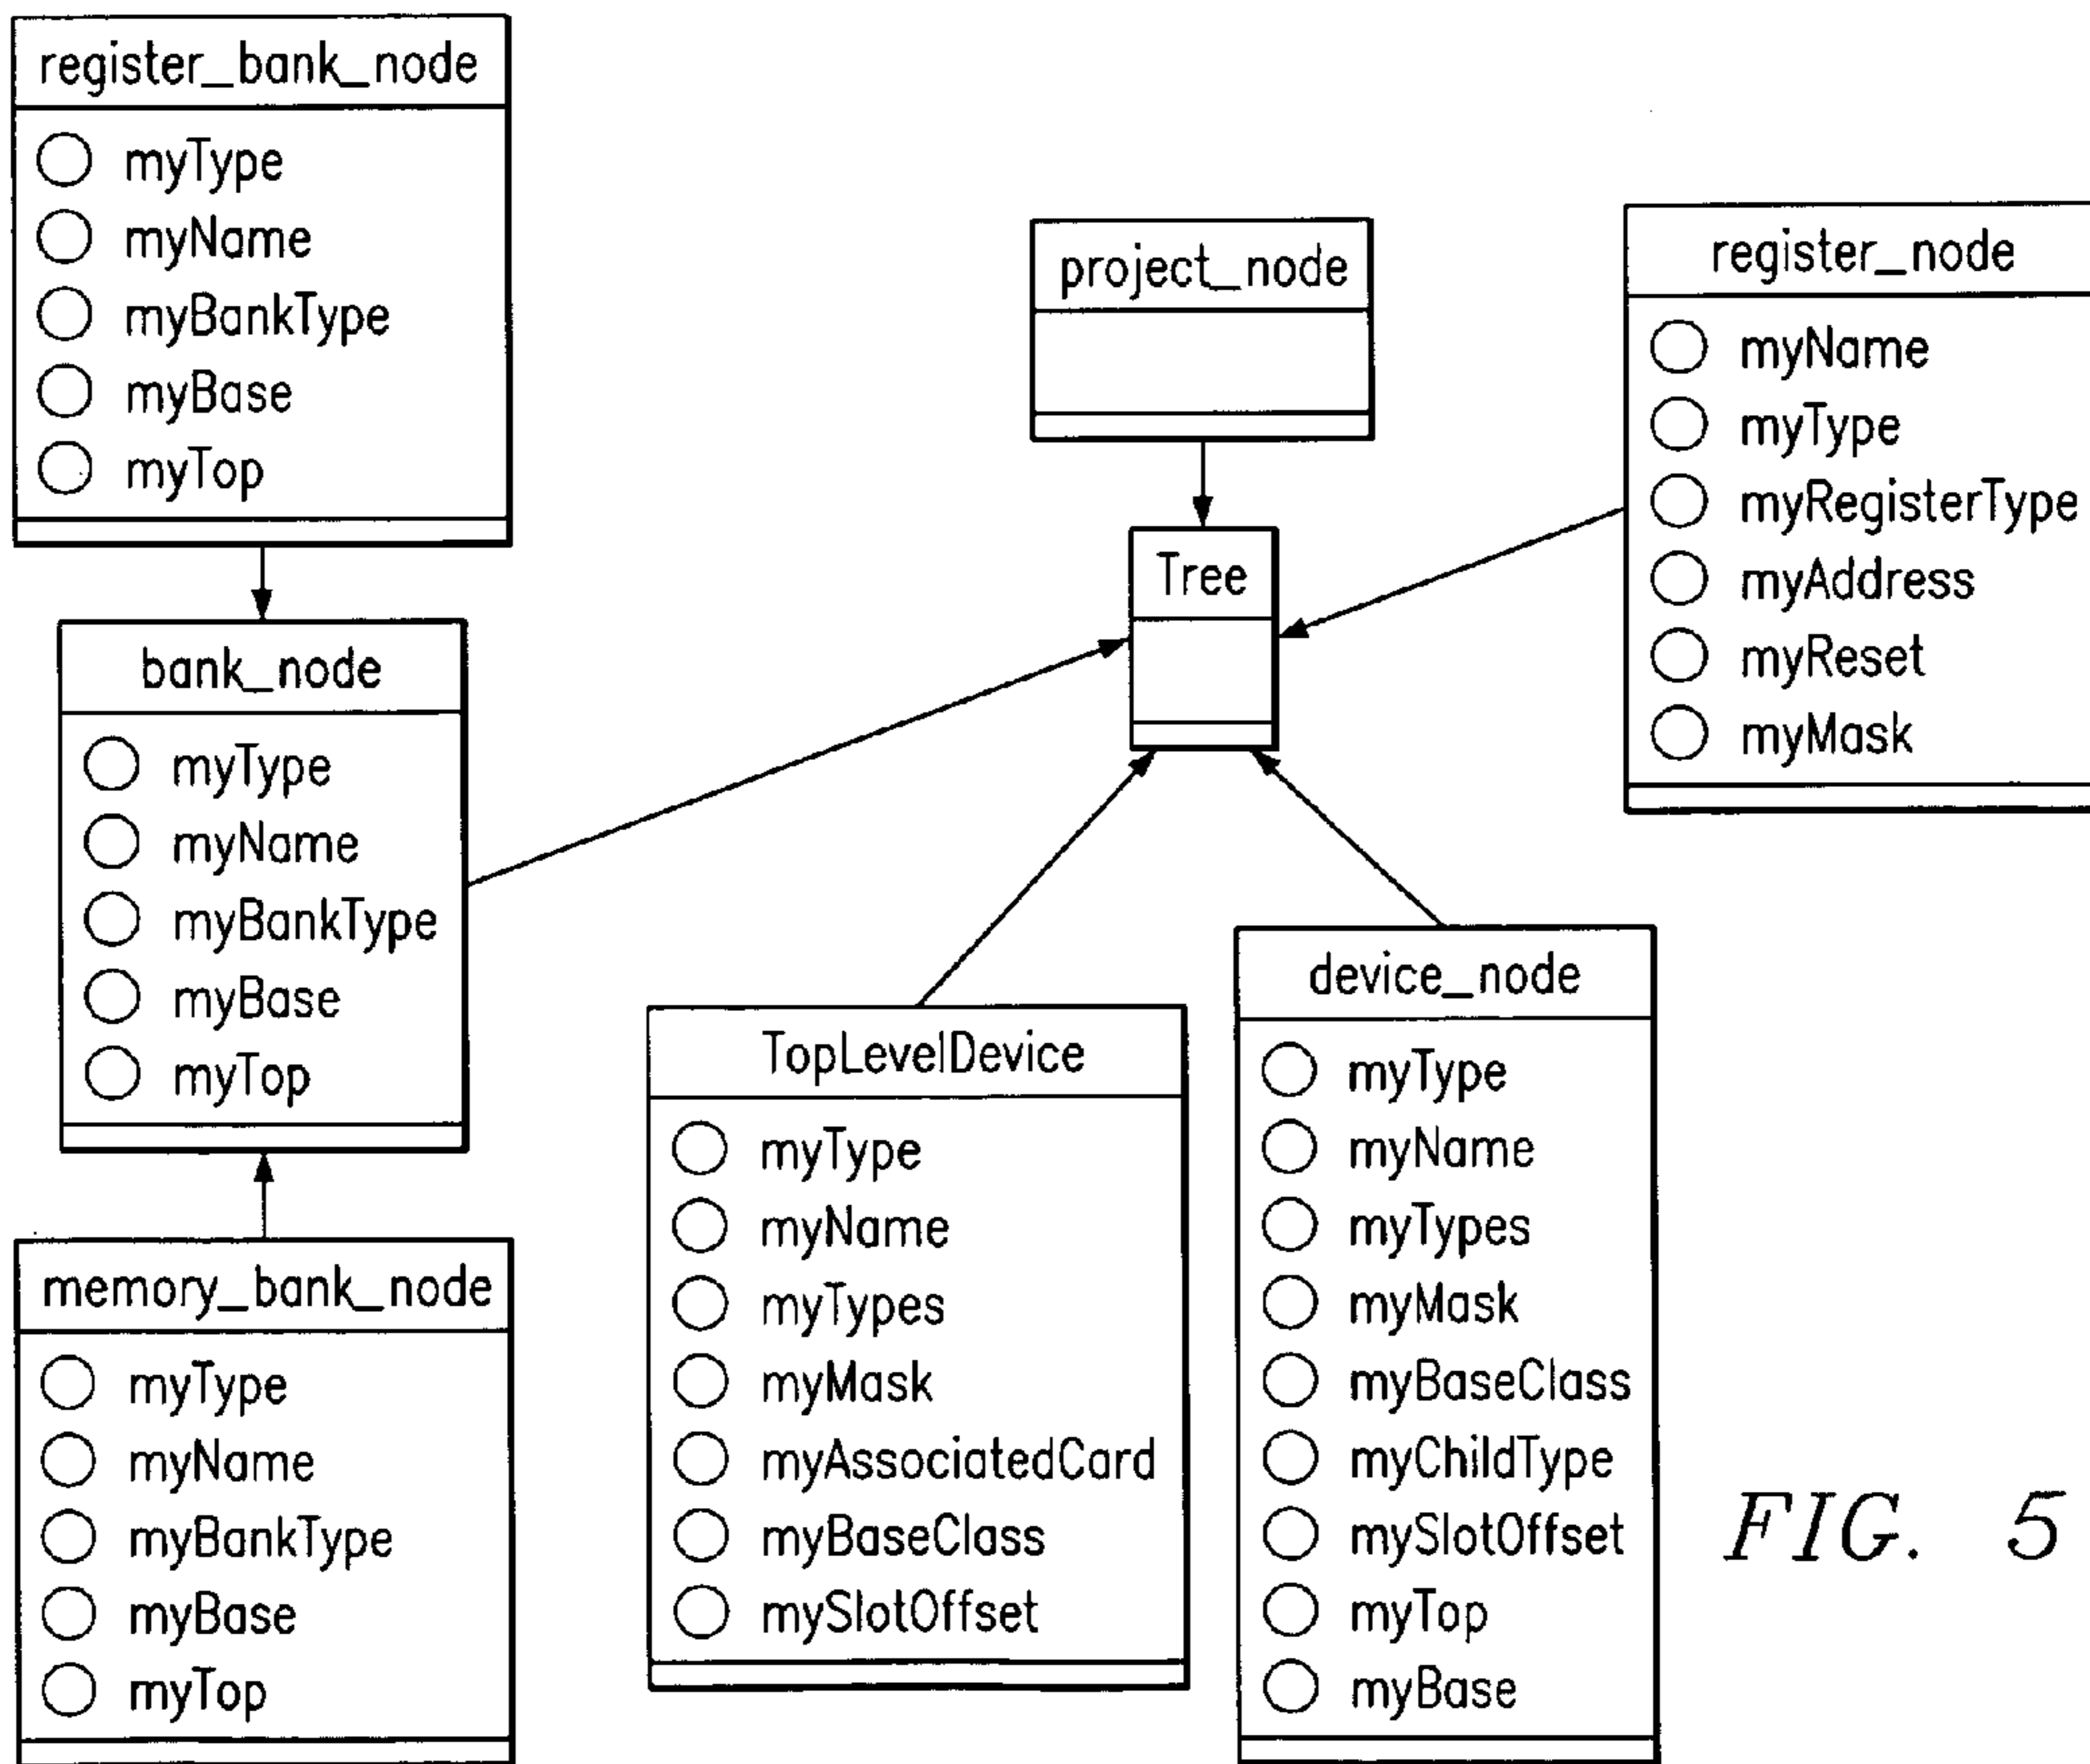 register_bank_node
myType
myName
myBankType
myBase
myTop
project_node
register_node
myName
myType
myRegisterType
myAddress
myReset
myMask
Tree
bank_node
myType
myName
myBankType
myBase
myTop
TopLevelDevice
myType
myName
myTypes
myMask
myAssociatedCard
myBaseClass
mySlotOffset
device_node
myType
myName
myTypes
myMask
myBaseClass
myChildType
mySlotOffset
myTop
myBase
memory_bank_node
myType
myName
myBankType
myBase
myTop
FIG. 5